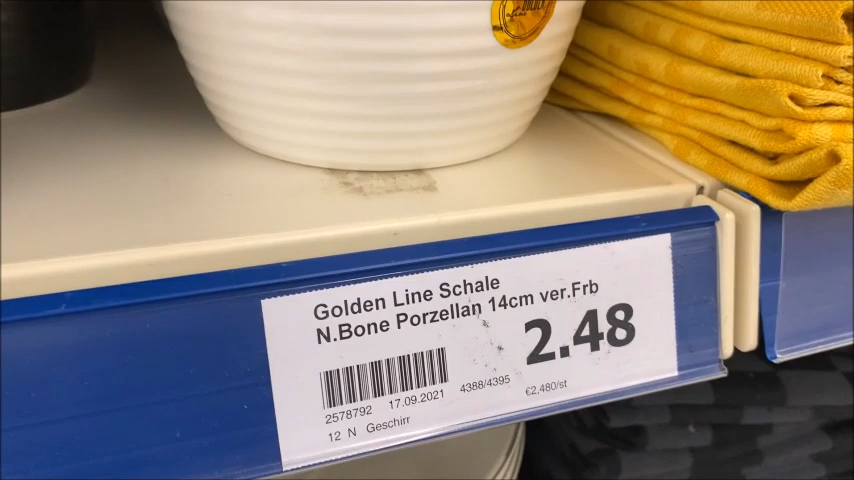 GOLDEN
Golden Line Schale
N.Bone Porzellan 14cm ver.Frb
2.48
2578792 17.09.2021 4388/4395 €2,480/st
12 N Geschirr